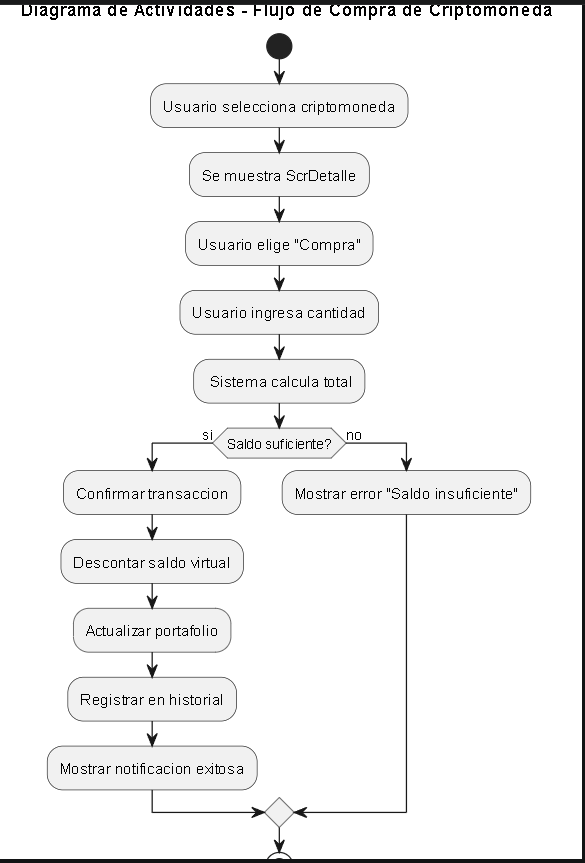 Diagrama de Actividades - Flujo de Compra de Criptomoneda
Usuario selecciona criptomoneda
Se muestra ScrDetalle
Usuario elige "Compra"
Usuario ingresa cantidad
Sistema calcula total
si
Saldo suficiente?
no
Confirmar transaccion
Mostrar error "Saldo insuficiente"
Descontar saldo virtual
Actualizar portafolio
Registrar en historial
Mostrar notificacion exitosa